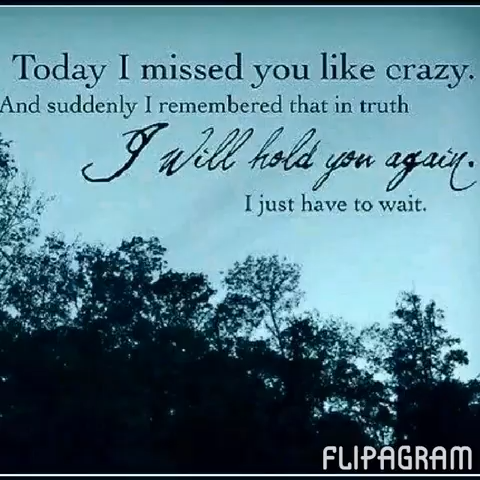 Today I missed you like crazy.
And suddenly I remembered that in truth
I will hold you again.
I just have to wait.
FLIPAGRAM